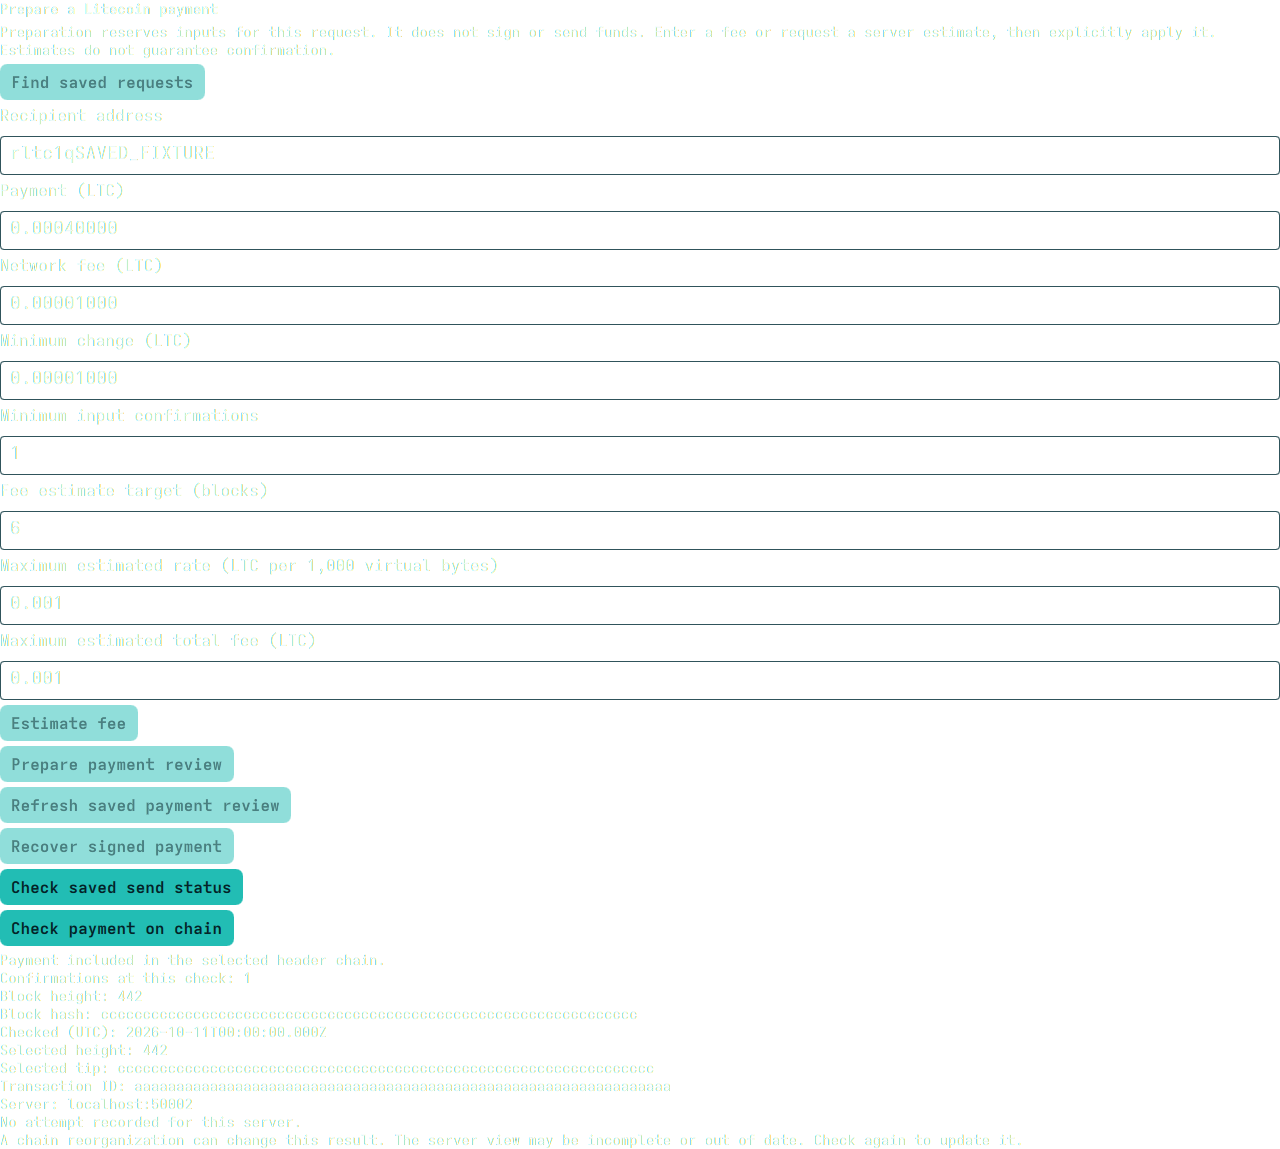 Prepare a Litecoin payment
Preparation reserves inputs for this request. It does not sign or send funds. Enter a fee or request a server estimate, then explicitly apply it.
Estimates do not guarantee confirmation.
Find saved requests
Recipient address
rltc1qSAVED_FIXTURE
Payment (LTC)
0.00040000
Network fee (LTC)
0.00001000
Minimum change (LTC)
0.00001000
Minimum input confirmations
1
Fee estimate target (blocks)
6
Maximum estimated rate (LTC per 1,000 virtual bytes)
0.001
Maximum estimated total fee (LTC)
0.001
Estimate fee
Prepare payment review
Refresh saved payment review
Recover signed payment
Check saved send status
Check payment on chain
Payment included in the selected header chain.
Confirmations at this check: 1
Block height: 442
Block hash: cccccccccccccccccccccccccccccccccccccccccccccccccccccccccccccccc
Checked (UTC): 2026-10-11T00:00:00.000Z
Selected height: 442
Selected tip: cccccccccccccccccccccccccccccccccccccccccccccccccccccccccccccccc
Transaction ID: aaaaaaaaaaaaaaaaaaaaaaaaaaaaaaaaaaaaaaaaaaaaaaaaaaaaaaaaaaaaaaaa
Server: localhost:50002
No attempt recorded for this server.
A chain reorganization can change this result. The server view may be incomplete or out of date. Check again to update it.